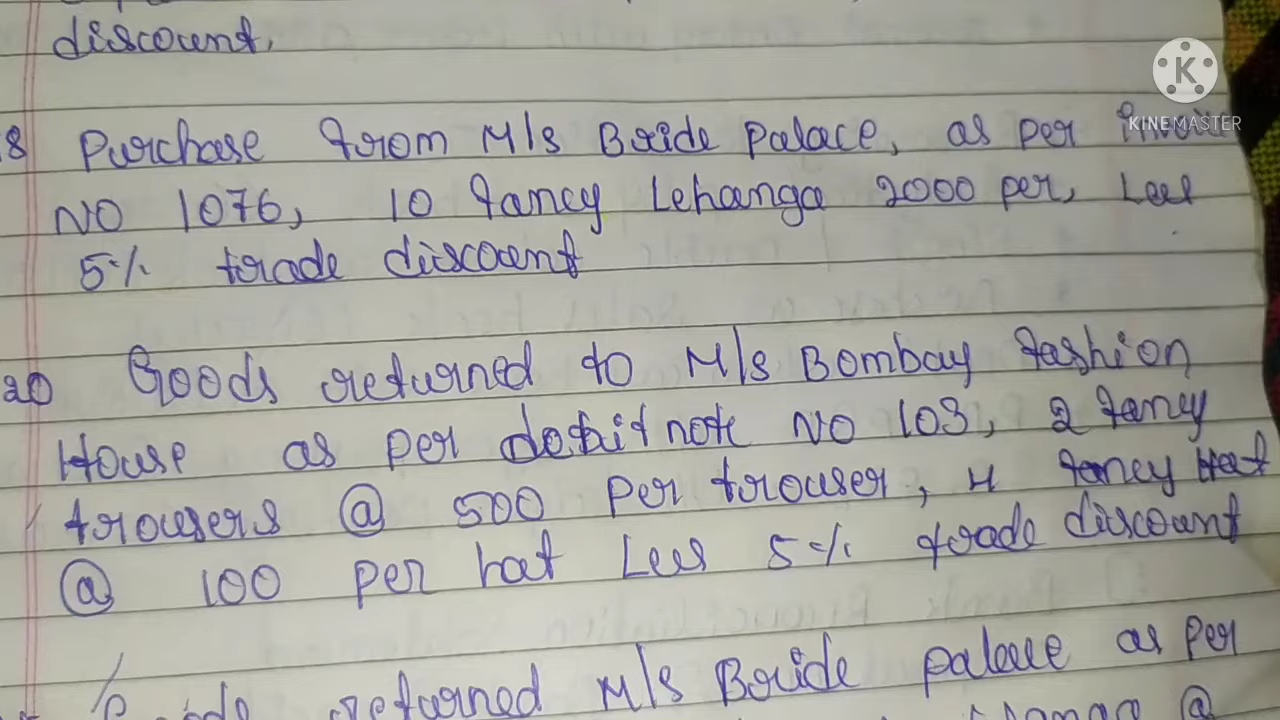 discount.
8 Purchase from M/s Bride palace, as per Invoice
NO 1076, 10 fancy Lehanga 2000 per, Less
5% trade discount
20 Goods returned to M/s Bombay fashion
House as per debit note NO 103, 2 fancy
trousers @ 500 per trouser, 4 fancy Hat
@ 100 per hat Less 5% trade discount
returned M/s Bride palace as per
@
K
KINEMASTER